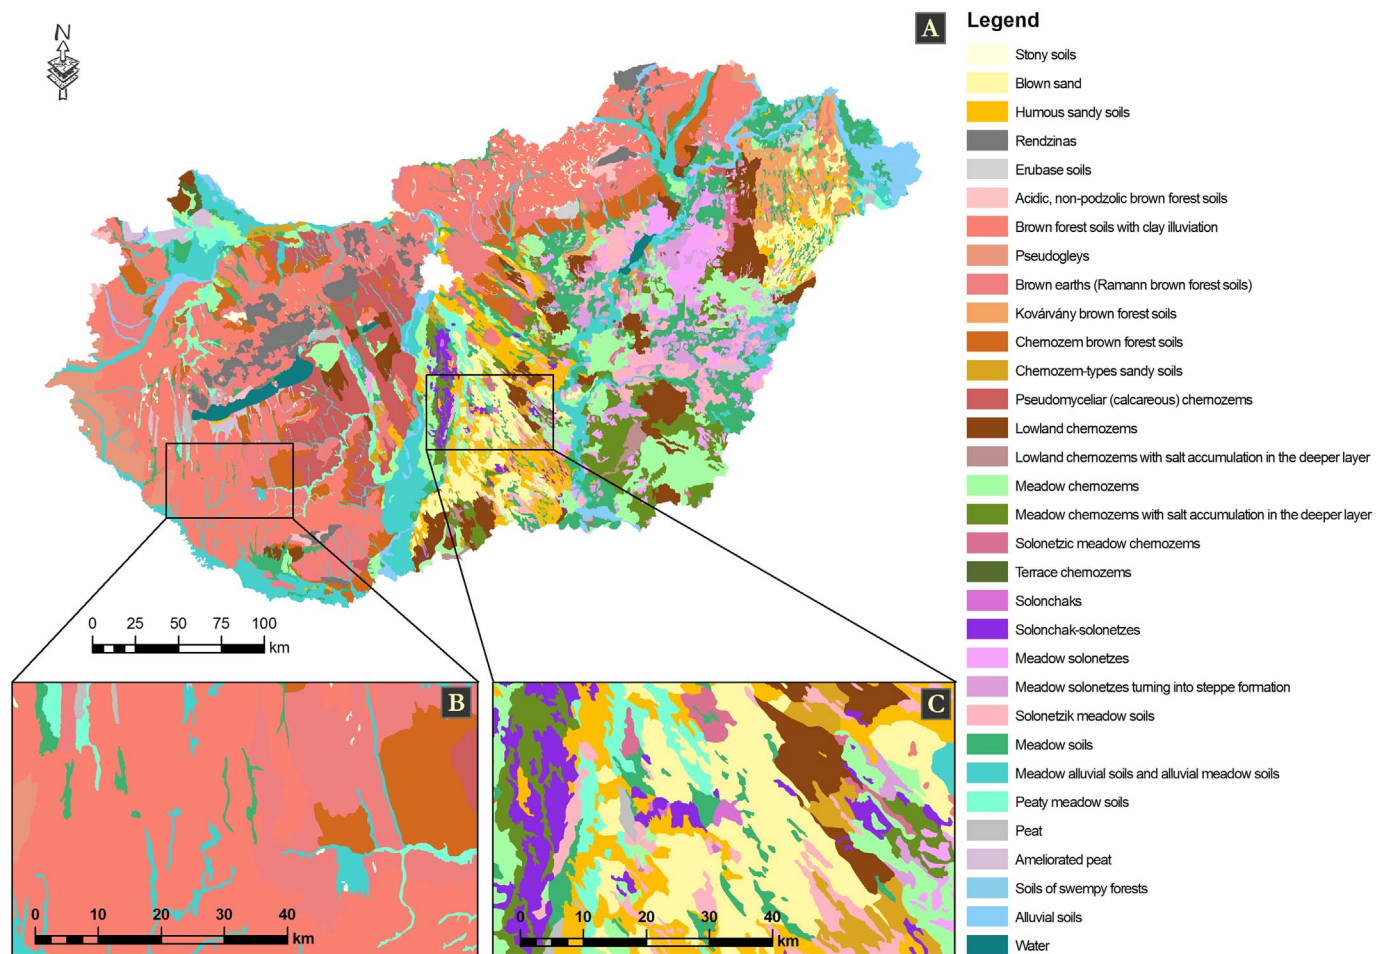 N
A
Legend
Stony soils
Blown sand
Humous sandy soils
Rendzinas
Erubase soils
Acidic, non-podzolic brown forest soils
Brown forest soils with clay illuviation
Pseudogleys
Brown earths (Ramann brown forest soils)
Kovárvány brown forest soils
Chernozem brown forest soils
Chernozem-types sandy soils
Pseudomyceliar (calcareous) chernozems
Lowland chernozems
Lowland chernozems with salt accumulation in the deeper layer
Meadow chernozems
Meadow chernozems with salt accumulation in the deeper layer
Solonetzic meadow chernozems
Terrace chernozems
Solonchaks
Solonchak-solonetzes
Meadow solonetzes
Meadow solonetzes turning into steppe formation
Solonetzik meadow soils
Meadow soils
Meadow alluvial soils and alluvial meadow soils
Peaty meadow soils
Peat
Ameliorated peat
Soils of swempy forests
Alluvial soils
Water
0 25 50 75 100
km
B
0 10 20 30 40
km
C
0 10 20 30 40
km